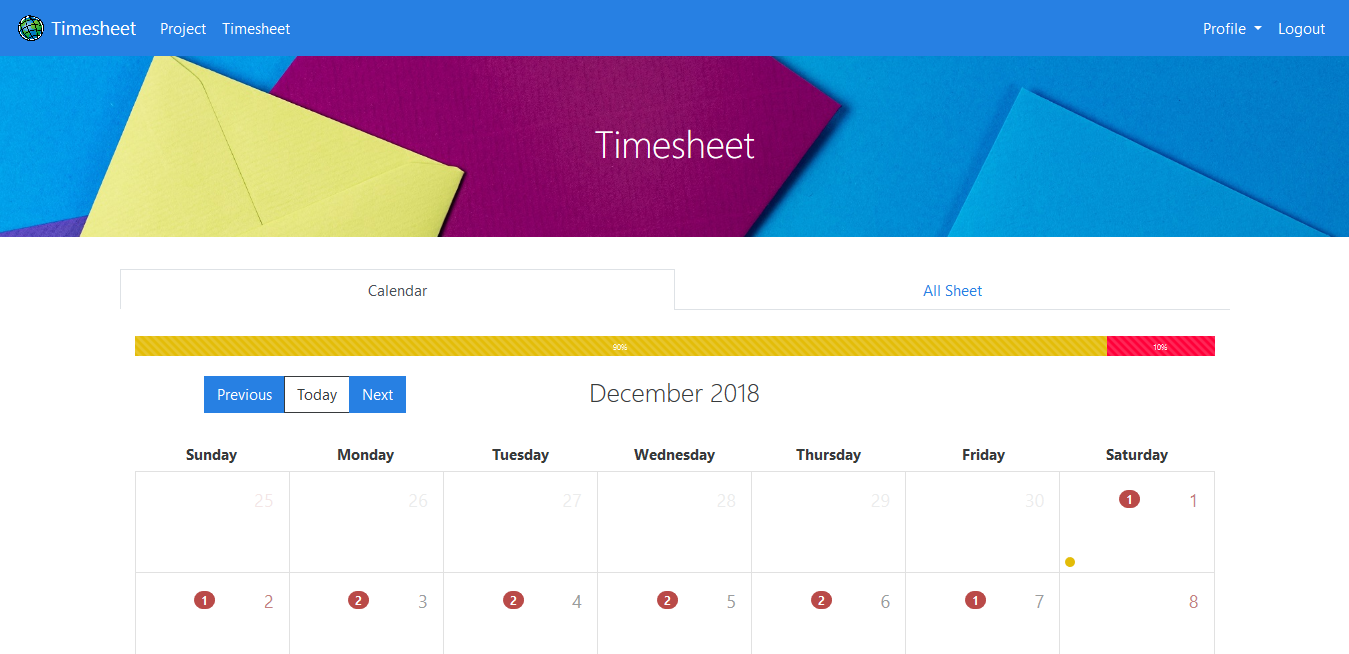 Timesheet Project Timesheet Profile Logout
Timesheet
Calendar All Sheet
90% 10%
Previous Today Next December 2018
Sunday Monday Tuesday Wednesday Thursday Friday Saturday
25 26 27 28 29 30 1 1
1 2 2 3 2 4 2 5 2 6 1 7 8